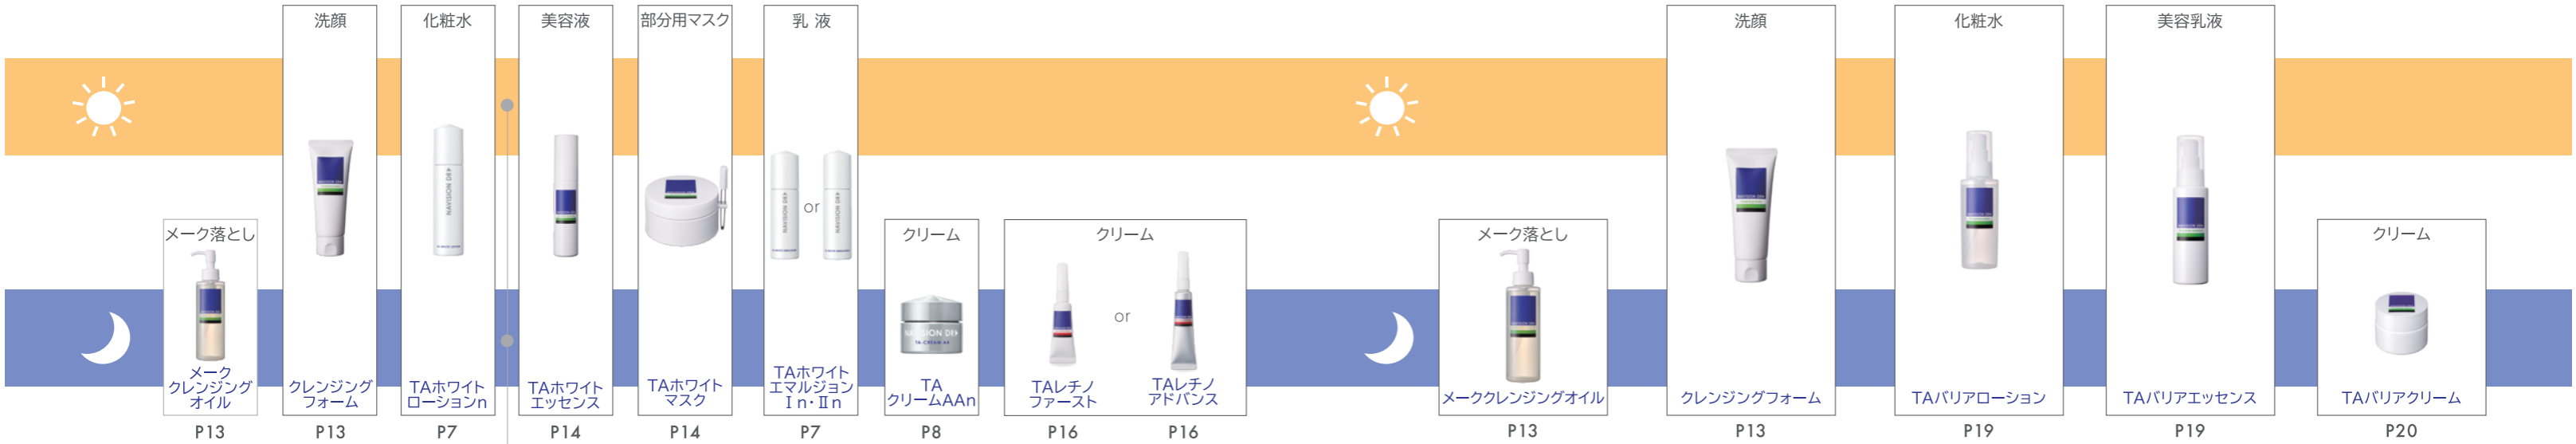 洗顔
化粧水
美容液
部分用マスク
乳 液
洗顔
化粧水
美容乳液
NAVISION DR
NAVISION DR
NAVISION DR
or
メーク落とし
クリーム
クリーム
メーク落とし
クリーム
NAVISION DR
TA-CREAM AA
or
メーク
クレンジング
オイル
クレンジング
フォーム
TAホワイト
ローションn
TAホワイト
エッセンス
TAホワイト
マスク
TAホワイト
エマルジョン
Ⅰn・Ⅱn
TA
クリームAAn
TAレチノ
ファースト
TAレチノ
アドバンス
メーククレンジングオイル
クレンジングフォーム
TAバリアローション
TAバリアエッセンス
TAバリアクリーム
P13
P13
P7
P14
P14
P7
P8
P16
P16
P13
P13
P19
P19
P20